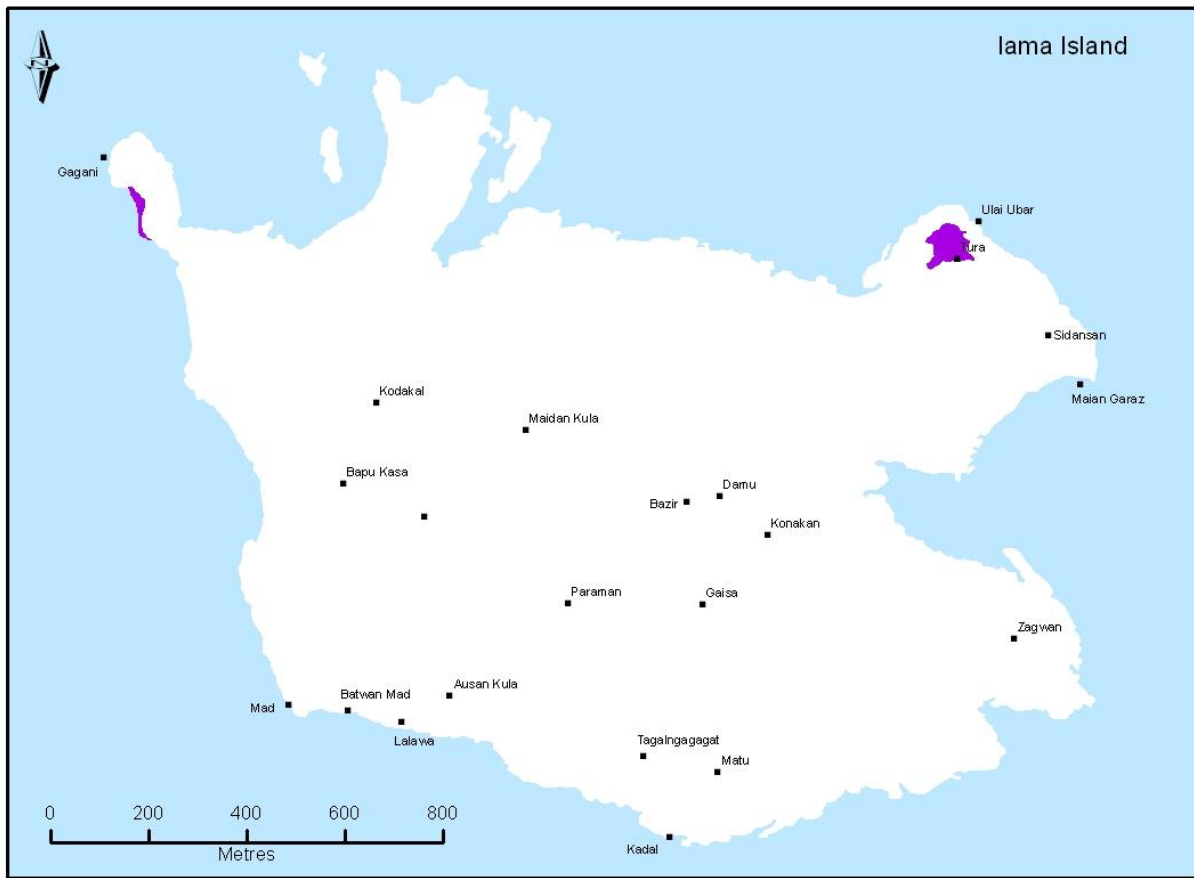 Iama Island
N
Gagani
Ulai Ubar
Tura
Sidansan
Maian Garaz
Kodakal
Maidan Kula
Bapu Kasa
Damu
Bazir
Konakan
Paraman
Gaisa
Zagwan
Ausan Kula
Batwan Mad
Mad
Lalawa
TagaIngagagat
Matu
Kadal
0 200 400 600 800
Metres